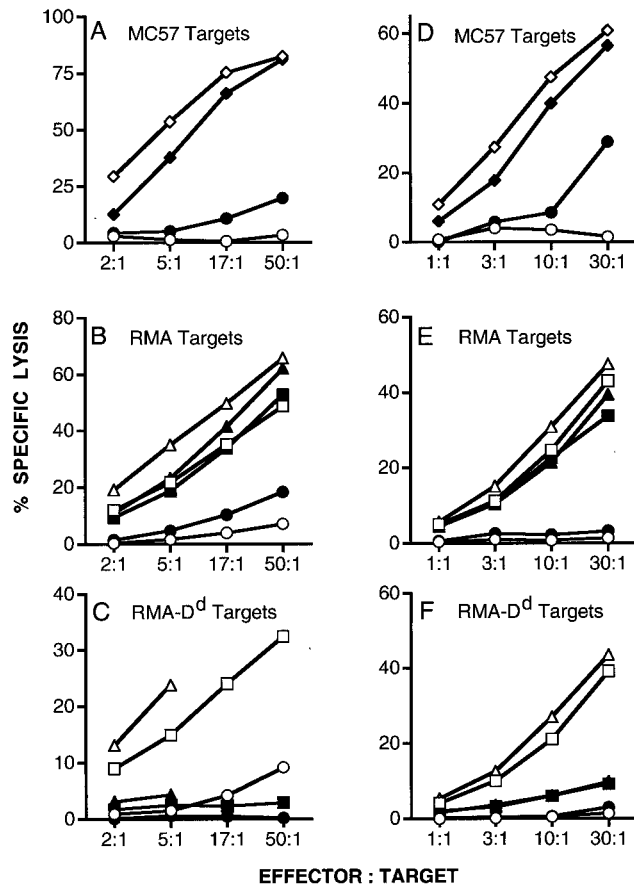 % SPECIFIC LYSIS
A MC57 Targets
100
75
50
25
0
2:1 5:1 17:1 50:1
B RMA Targets
80
60
40
20
0
2:1 5:1 17:1 50:1
C RMA-Dᵈ Targets
40
30
20
10
0
2:1 5:1 17:1 50:1
D MC57 Targets
60
40
20
0
1:1 3:1 10:1 30:1
E RMA Targets
60
40
20
0
1:1 3:1 10:1 30:1
F RMA-Dᵈ Targets
60
40
20
0
1:1 3:1 10:1 30:1
EFFECTOR : TARGET